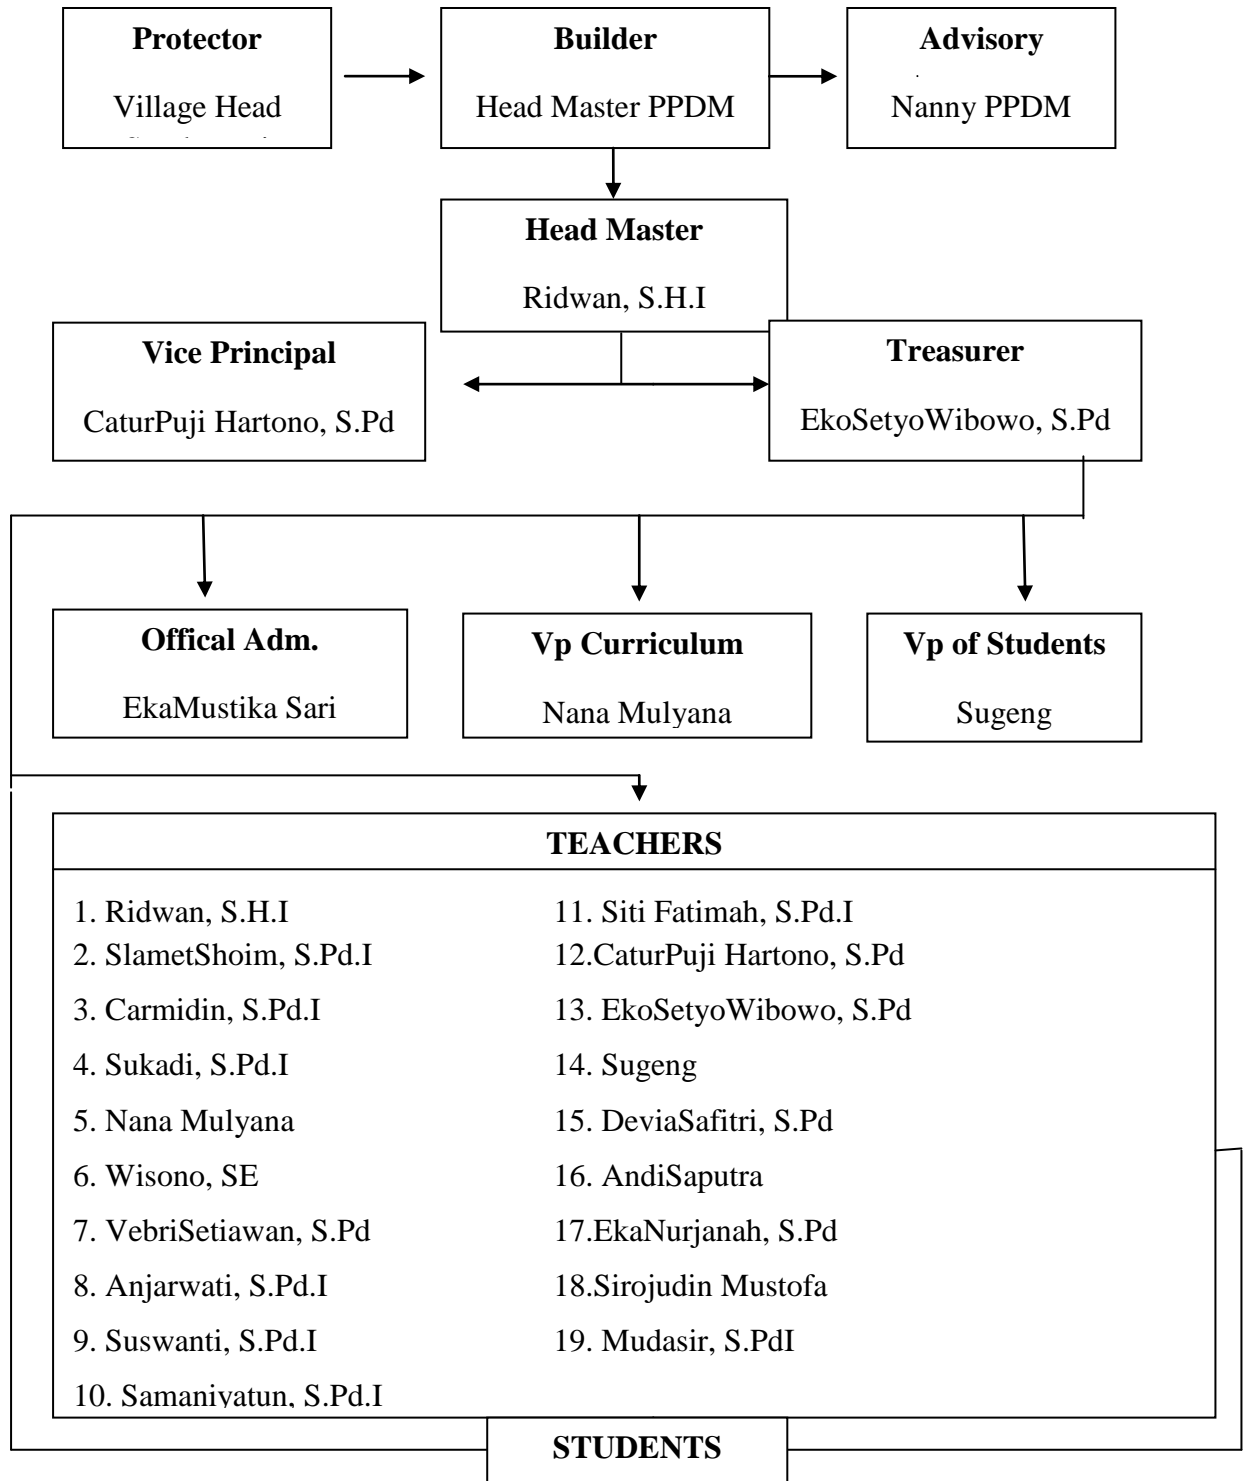 Protector
Village Head
Builder
Head Master PPDM
Advisory
Nanny PPDM
Head Master
Ridwan, S.H.I
Vice Principal
CaturPuji Hartono, S.Pd
Treasurer
EkoSetyoWibowo, S.Pd
Offical Adm.
EkaMustika Sari
Vp Curriculum
Nana Mulyana
Vp of Students
Sugeng
TEACHERS
1. Ridwan, S.H.I
2. SlametShoim, S.Pd.I
3. Carmidin, S.Pd.I
4. Sukadi, S.Pd.I
5. Nana Mulyana
6. Wisono, SE
7. VebriSetiawan, S.Pd
8. Anjarwati, S.Pd.I
9. Suswanti, S.Pd.I
10. Samaniyatun, S.Pd.I
11. Siti Fatimah, S.Pd.I
12.CaturPuji Hartono, S.Pd
13. EkoSetyoWibowo, S.Pd
14. Sugeng
15. DeviaSafitri, S.Pd
16. AndiSaputra
17.EkaNurjanah, S.Pd
18.Sirojudin Mustofa
19. Mudasir, S.PdI
STUDENTS